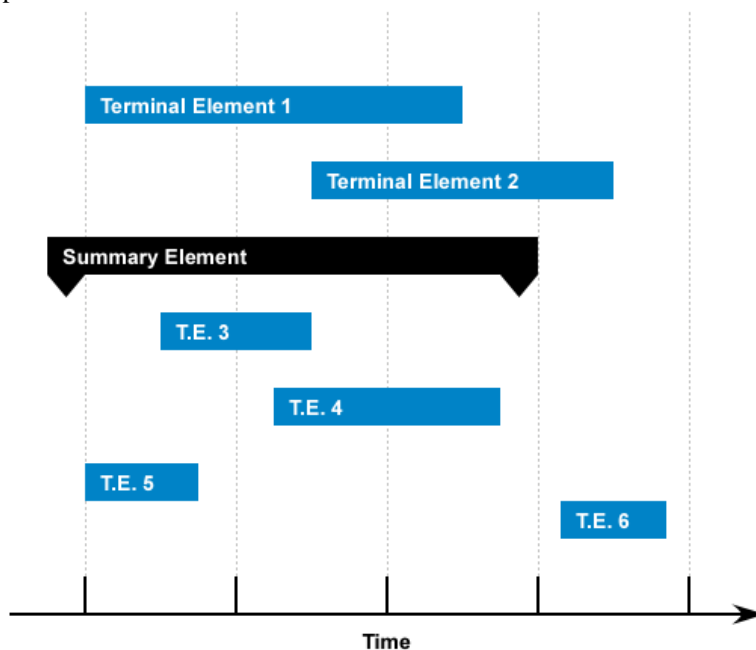 Terminal Element 1
Terminal Element 2
Summary Element
T.E. 3
T.E. 4
T.E. 5
T.E. 6
Time